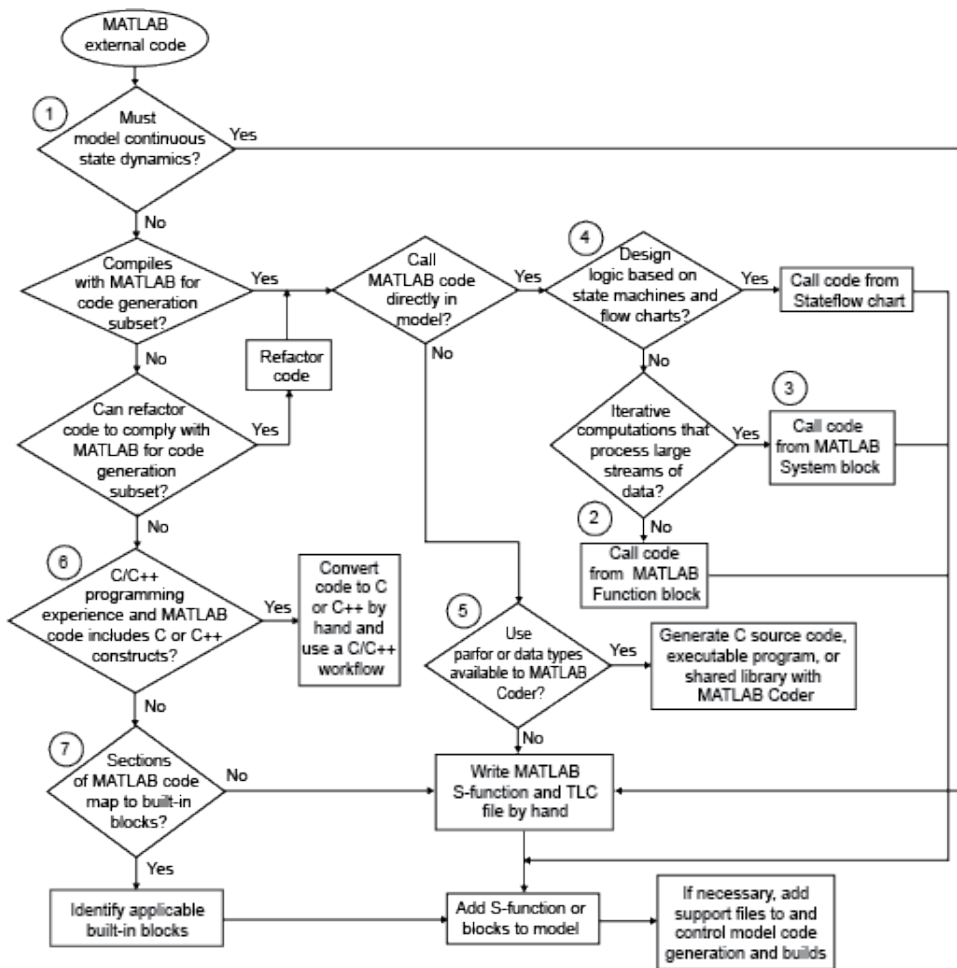 MATLAB
external code
1
Must
model continuous
state dynamics?
Yes
No
Compiles
with MATLAB for
code generation
subset?
Yes
No
Refactor
code
Call
MATLAB code
directly in
model?
Yes
No
4
Design
logic based on
state machines and
flow charts?
Yes
No
Call code from
Stateflow chart
Can refactor
code to comply with
MATLAB for code
generation
subset?
Yes
No
Iterative
computations that
process large
streams of
data?
Yes
No
3
Call code
from MATLAB
System block
2
Call code
from MATLAB
Function block
6
C/C++
programming
experience and MATLAB
code includes C or C++
constructs?
Yes
No
Convert
code to C
or C++ by
hand and
use a C/C++
workflow
5
Use
parfor or data types
available to MATLAB
Coder?
Yes
No
Generate C source code,
executable program, or
shared library with
MATLAB Coder
7
Sections
of MATLAB code
map to built-in
blocks?
No
Yes
Write MATLAB
S-function and TLC
file by hand
Identify applicable
built-in blocks
Add S-function or
blocks to model
If necessary, add
support files to and
control model code
generation and builds